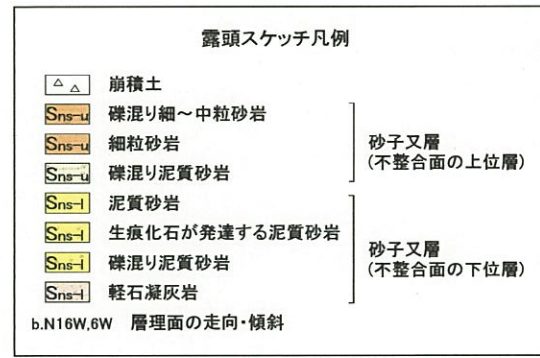 露頭スケッチ凡例
崩積土
Sns-u 礫混り細～中粒砂岩
Sns-u 細粒砂岩
Sns-u 礫混り泥質砂岩
砂子又層
(不整合面の上位層)
Sns-l 泥質砂岩
Sns-l 生痕化石が発達する泥質砂岩
Sns-l 礫混り泥質砂岩
Sns-l 軽石凝灰岩
砂子又層
(不整合面の下位層)
b.N16W,6W 層理面の走向・傾斜